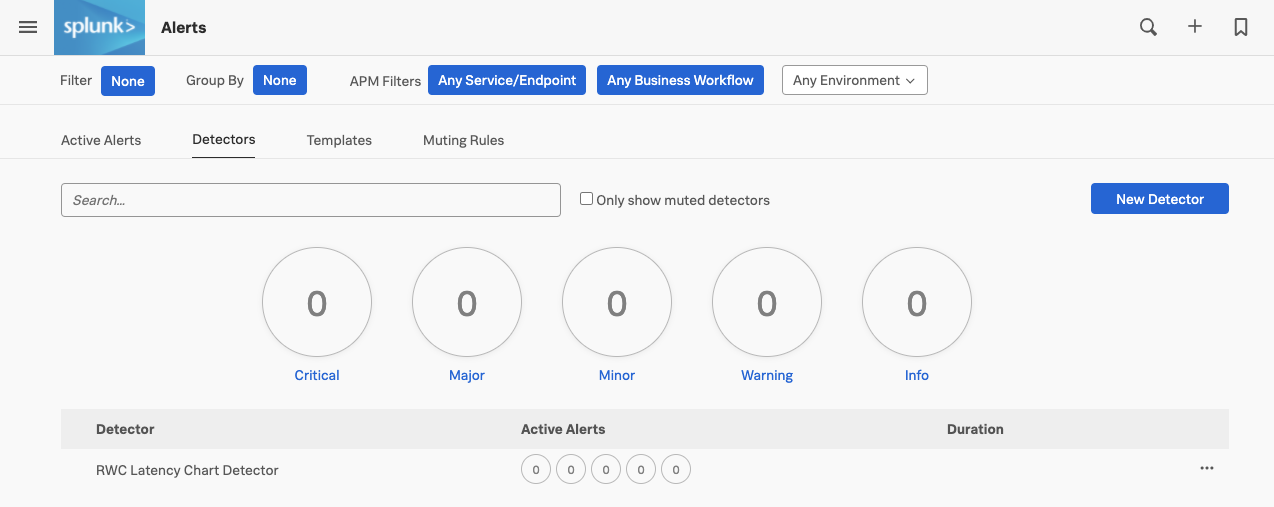 splunk> Alerts
Filter None Group By None APM Filters Any Service/Endpoint Any Business Workflow Any Environment
Active Alerts Detectors Templates Muting Rules
Search... Only show muted detectors New Detector
0 0 0 0 0
Critical Major Minor Warning Info
Detector Active Alerts Duration
RWC Latency Chart Detector 0 0 0 0 0